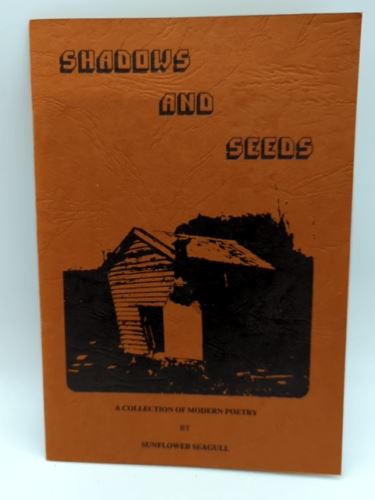 SHADOWS
AND
SEEDS
A COLLECTION OF MODERN POETRY
BY
SUNFLOWER SEAGULL